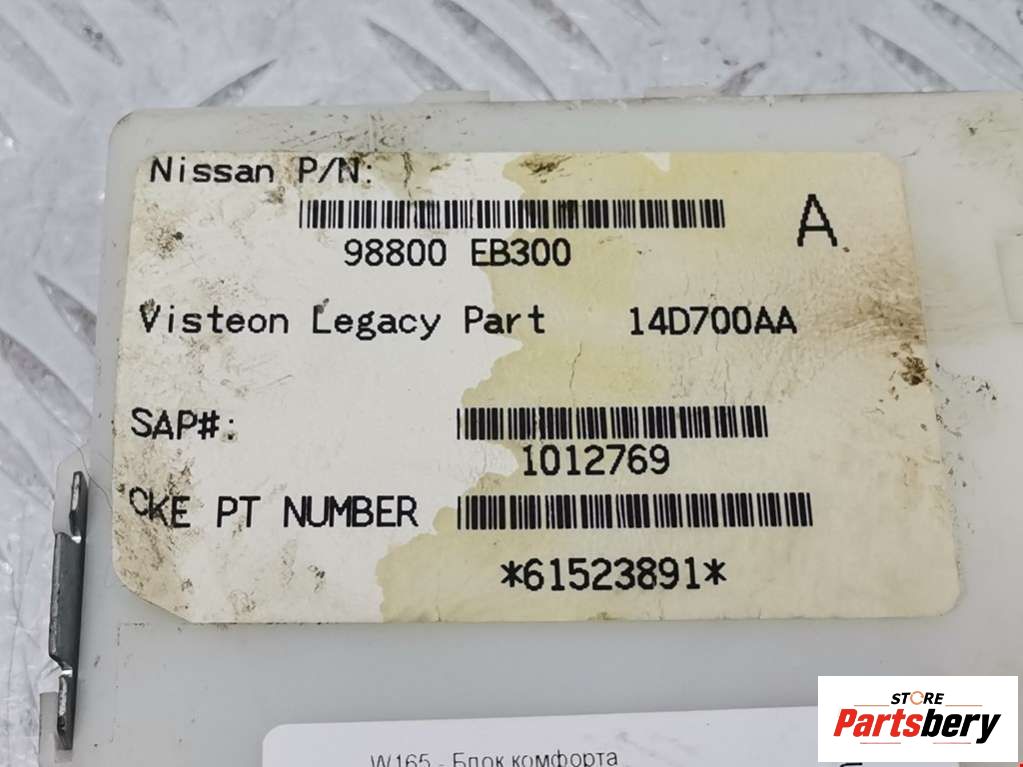 Nissan P/N:
A
98800 EB300
Visteon Legacy Part 14D700AA
SAP#:
1012769
CKE PT NUMBER
*61523891*
W165 - Блок комфорта
STORE
Partsbery